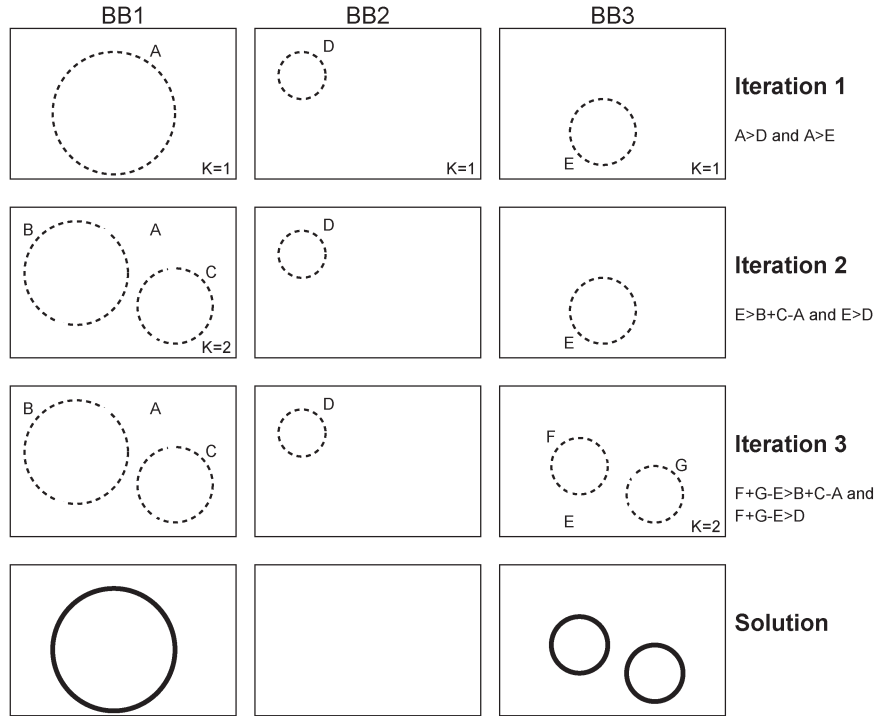 BB1
BB2
BB3
A
K=1
D
K=1
E
K=1
Iteration 1
A>D and A>E
B
A
C
K=2
D
E
Iteration 2
E>B+C-A and E>D
B
A
C
D
F
G
E
K=2
Iteration 3
F+G-E>B+C-A and
F+G-E>D
Solution